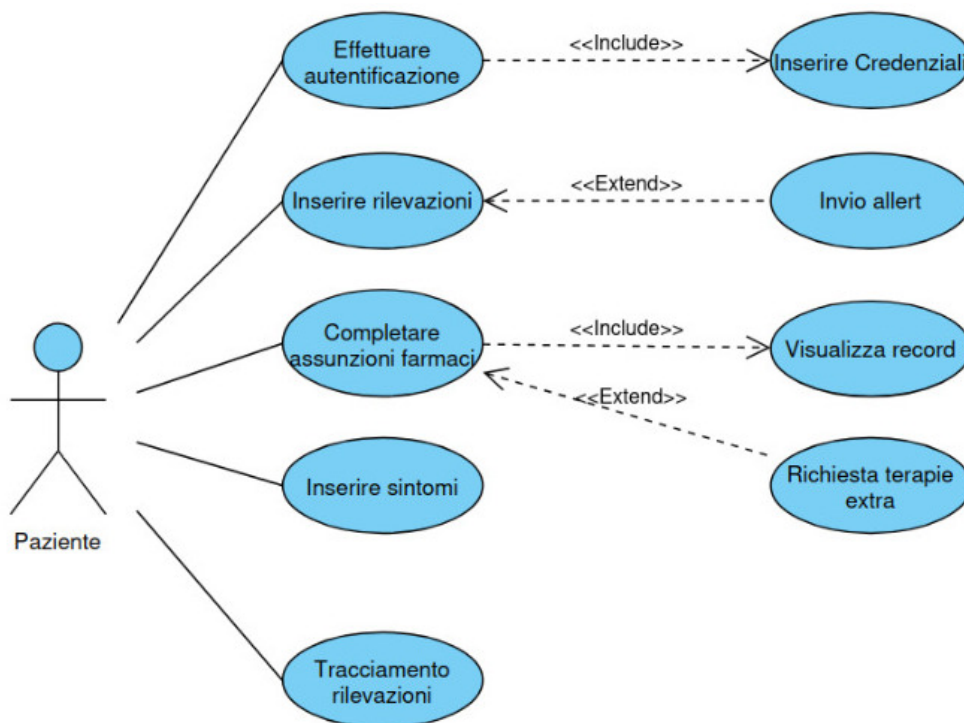 Effettuare
autentificazione
<<Include>>
Inserire Credenziali
Inserire rilevazioni
<<Extend>>
Invio allert
Completare
assunzioni farmaci
<<Include>>
Visualizza record
<<Extend>>
Richiesta terapie
extra
Inserire sintomi
Paziente
Tracciamento
rilevazioni